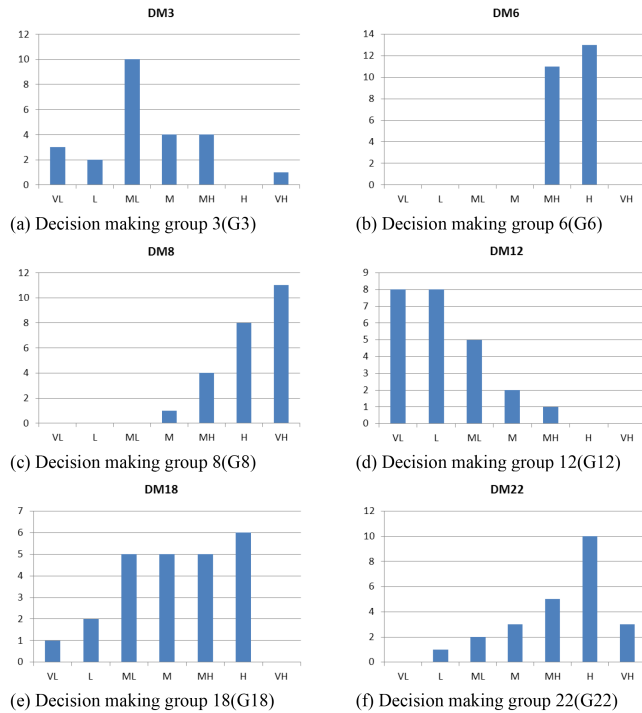 DM3
12
10
8
6
4
2
0
VL L ML M MH H VH
(a) Decision making group 3(G3)
DM6
14
12
10
8
6
4
2
0
VL L ML M MH H VH
(b) Decision making group 6(G6)
DM8
12
10
8
6
4
2
0
VL L ML M MH H VH
(c) Decision making group 8(G8)
DM12
9
8
7
6
5
4
3
2
1
0
VL L ML M MH H VH
(d) Decision making group 12(G12)
DM18
7
6
5
4
3
2
1
0
VL L ML M MH H VH
(e) Decision making group 18(G18)
DM22
12
10
8
6
4
2
0
VL L ML M MH H VH
(f) Decision making group 22(G22)